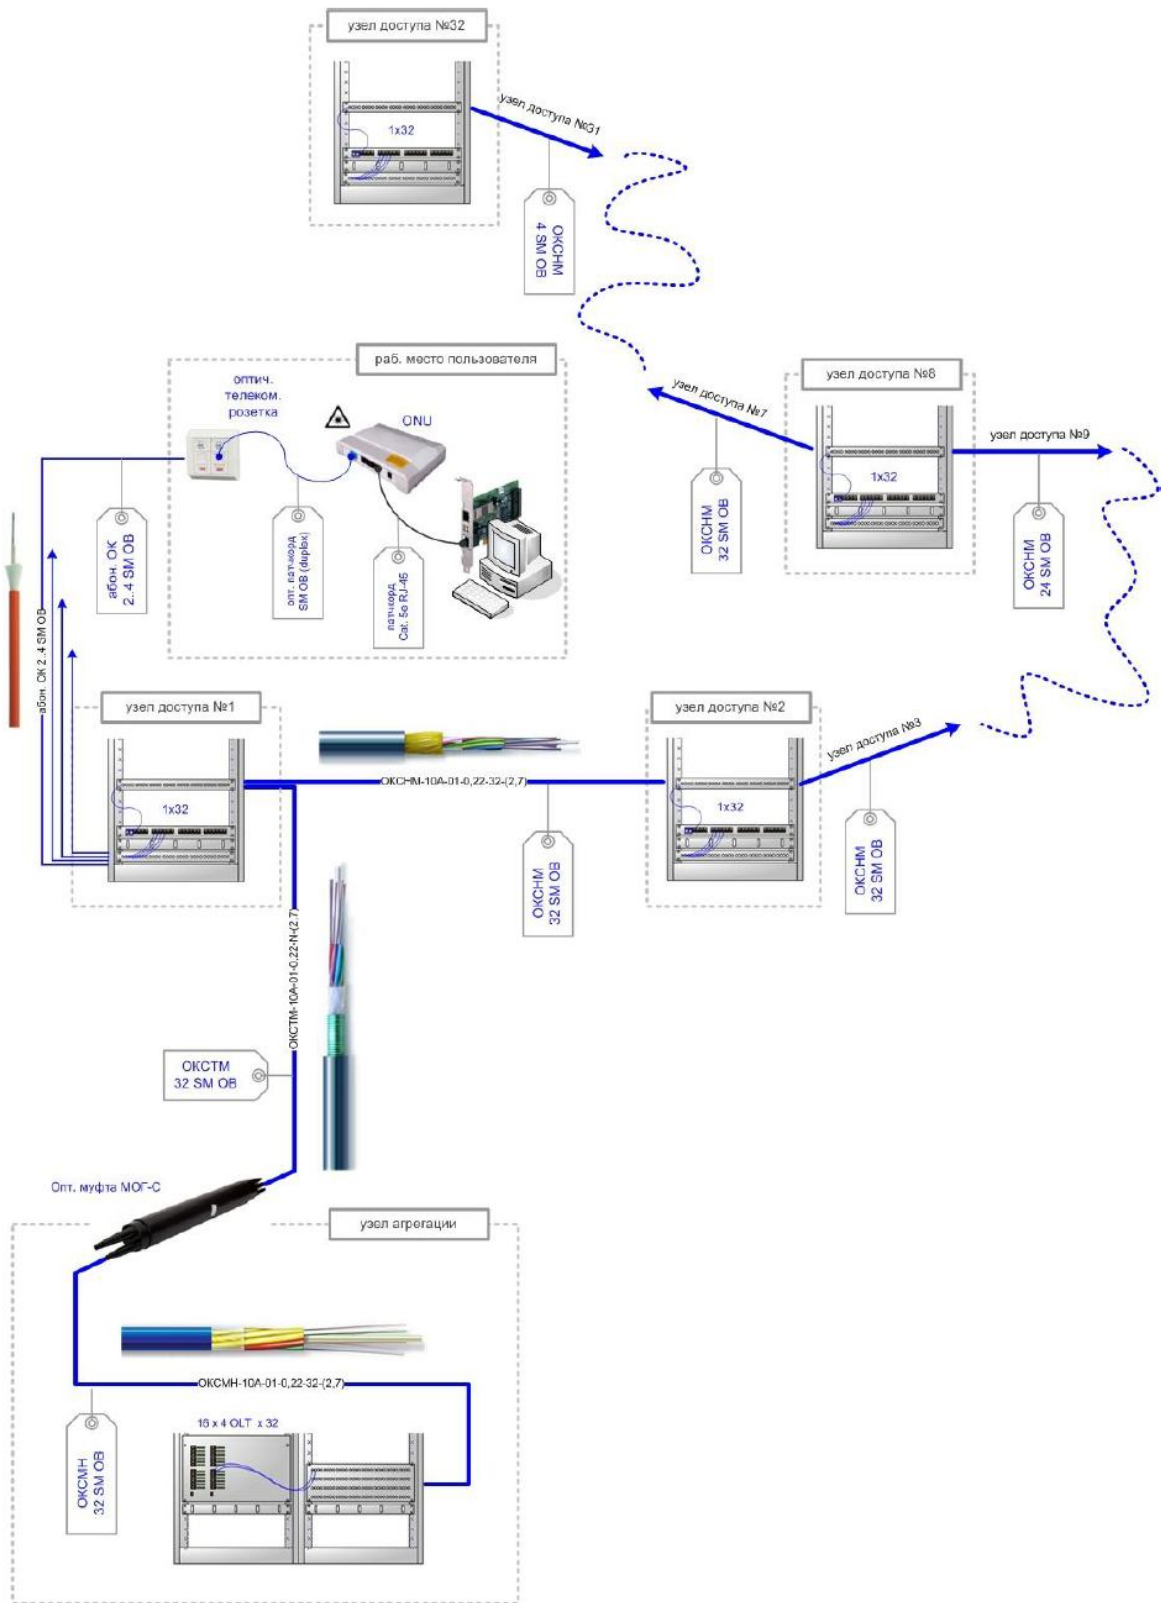 узел доступа №32
1x32
узел доступа №31
ОКСНМ
4 SM ОВ
раб. место пользователя
оптич.
телеком.
розетка
ONU
абон. ОК
2..4 SM ОВ
опт. патчкорд
SM ОВ (duplex)
патчкорд
Cat. 5e RJ-45
узел доступа №7
ОКСНМ
32 SM ОВ
узел доступа №8
1x32
узел доступа №9
ОКСНМ
24 SM ОВ
абон. ОК 2..4 SM ОВ
узел доступа №1
1x32
ОКСНМ-10А-01-0,22-32-(2,7)
ОКСНМ
32 SM ОВ
узел доступа №2
1x32
узел доступа №3
ОКСНМ
32 SM ОВ
ОКСТМ-10А-01-0,22-N-(2,7)
ОКСТМ
32 SM ОВ
Опт. муфта МОГ-С
узел агрегации
ОКСМН-10А-01-0,22-32-(2,7)
ОКСМН
32 SM ОВ
16 x 4 OLT x 32